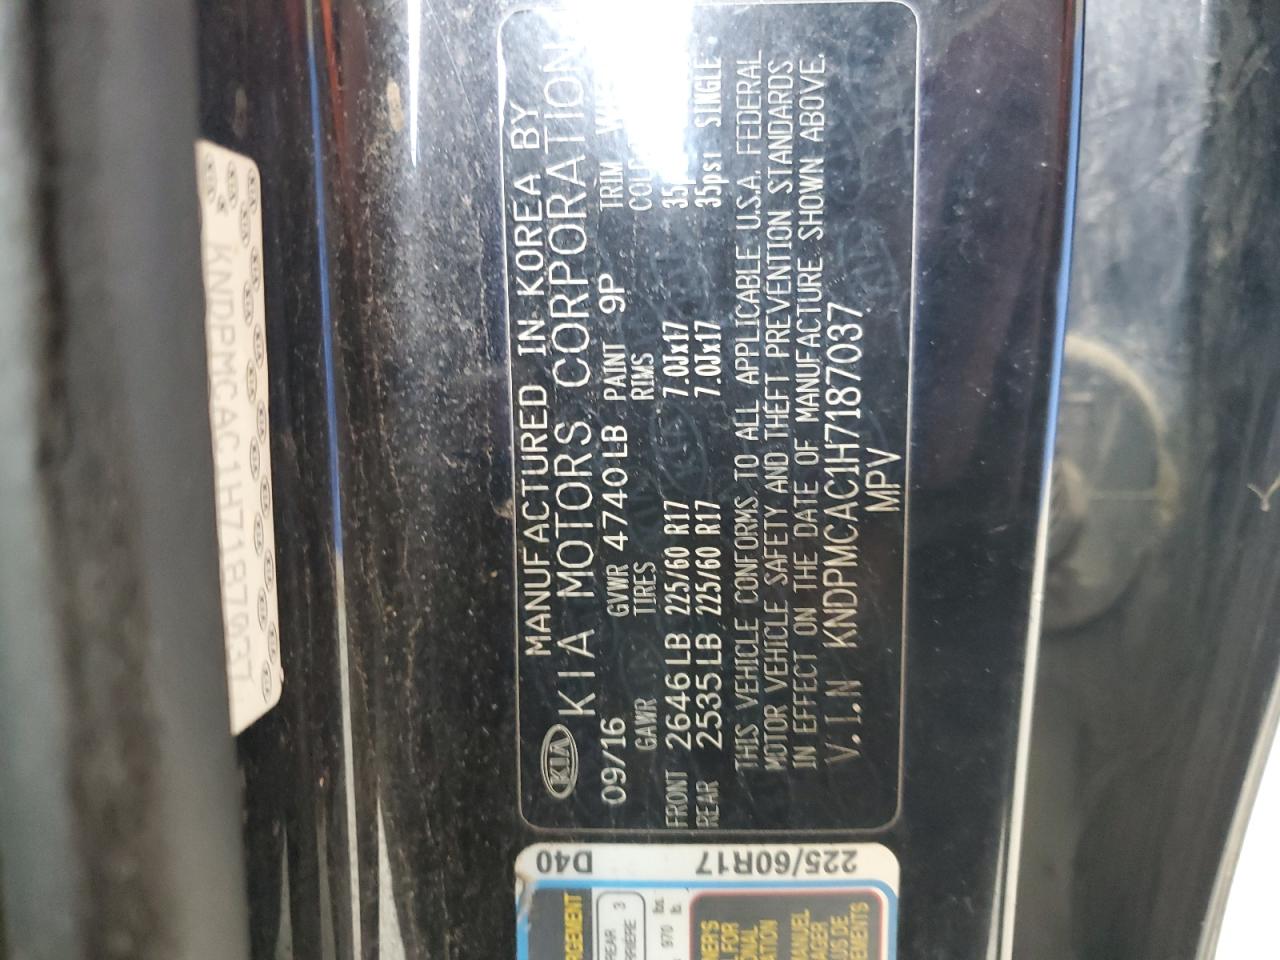 MANUFACTURED IN KOREA BY
KIA KIA MOTORS CORPORATION
09/16 GVWR 4740LB PAINT 9P TRIM
GAWR TIRES RIMS
FRONT 2646LB 225/60 R17 7.0Jx17
REAR 2535LB 225/60 R17 7.0Jx17 35psi SINGLE
THIS VEHICLE CONFORMS TO ALL APPLICABLE U.S.A. FEDERAL
MOTOR VEHICLE SAFETY AND THEFT PREVENTION STANDARDS
IN EFFECT ON THE DATE OF MANUFACTURE SHOWN ABOVE.
V.I.N KNDPMCAC1H7187037
MPV
KNDPMCAC1H7187037
D40
225/60R17
3
970